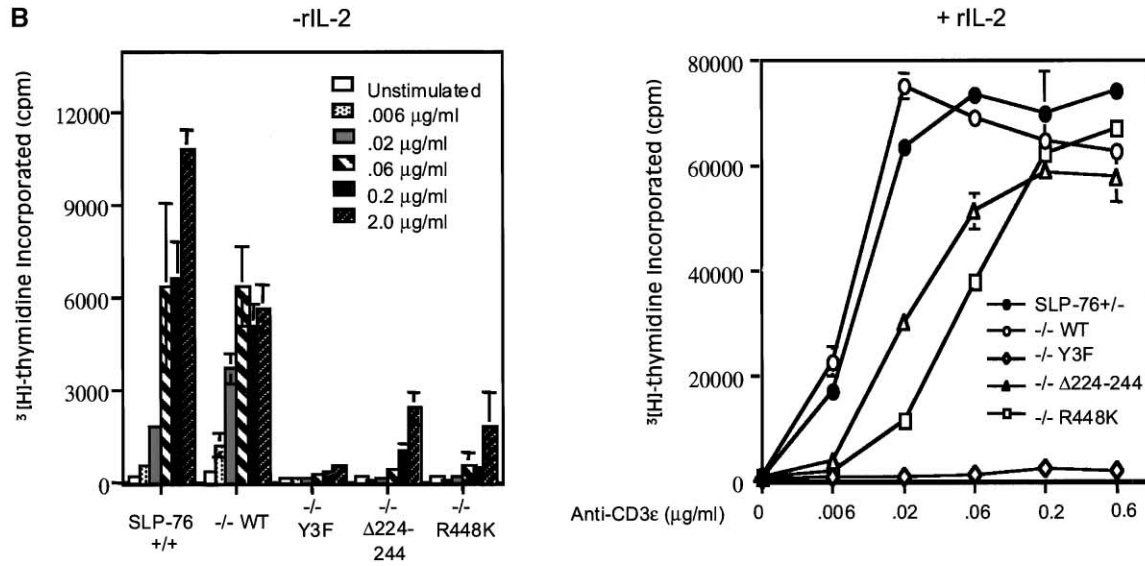 B
-rIL-2
³[H]-thymidine Incorporated (cpm)
12000
9000
6000
3000
0
Unstimulated
.006 µg/ml
.02 µg/ml
.06 µg/ml
0.2 µg/ml
2.0 µg/ml
SLP-76
+/+
-/- WT
-/-
Y3F
-/-
Δ224-
244
-/-
R448K
+ rIL-2
³[H]-thymidine Incorporated (cpm)
80000
60000
40000
20000
0
SLP-76+/-
-/- WT
-/- Y3F
-/- Δ224-244
-/- R448K
Anti-CD3ε (µg/ml)
0
.006
.02
.06
0.2
0.6